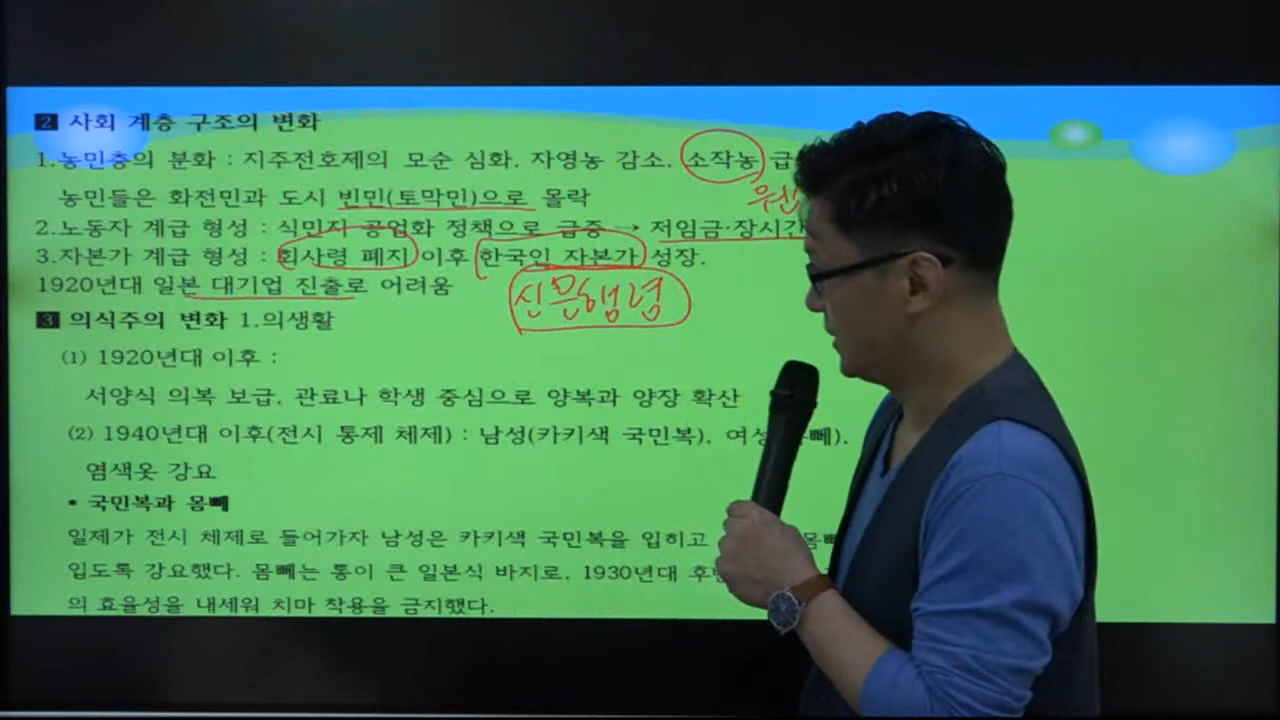 2 사회 계층 구조의 변화
1.농민층의 분화 : 지주전호제의 모순 심화. 자영농 감소. 소작농 급
농민들은 화전민과 도시 빈민(토막민)으로 몰락
2.노동자 계급 형성 : 식민지 공업화 정책으로 급증 → 저임금·장시간
3.자본가 계급 형성 : 회사령 폐지 이후 한국인 자본가 성장.
1920년대 일본 대기업 진출로 어려움
3 의식주의 변화 1.의생활
(1) 1920년대 이후 :
서양식 의복 보급. 관료나 학생 중심으로 양복과 양장 확산
(2) 1940년대 이후(전시 통제 체제) : 남성(카키색 국민복). 여성 빼).
염색옷 강요
• 국민복과 몸빼
일제가 전시 체제로 들어가자 남성은 카키색 국민복을 입히고 몸빼
입도록 강요했다. 몸빼는 통이 큰 일본식 바지로. 1930년대 후
의 효율성을 내세워 치마 착용을 금지했다.